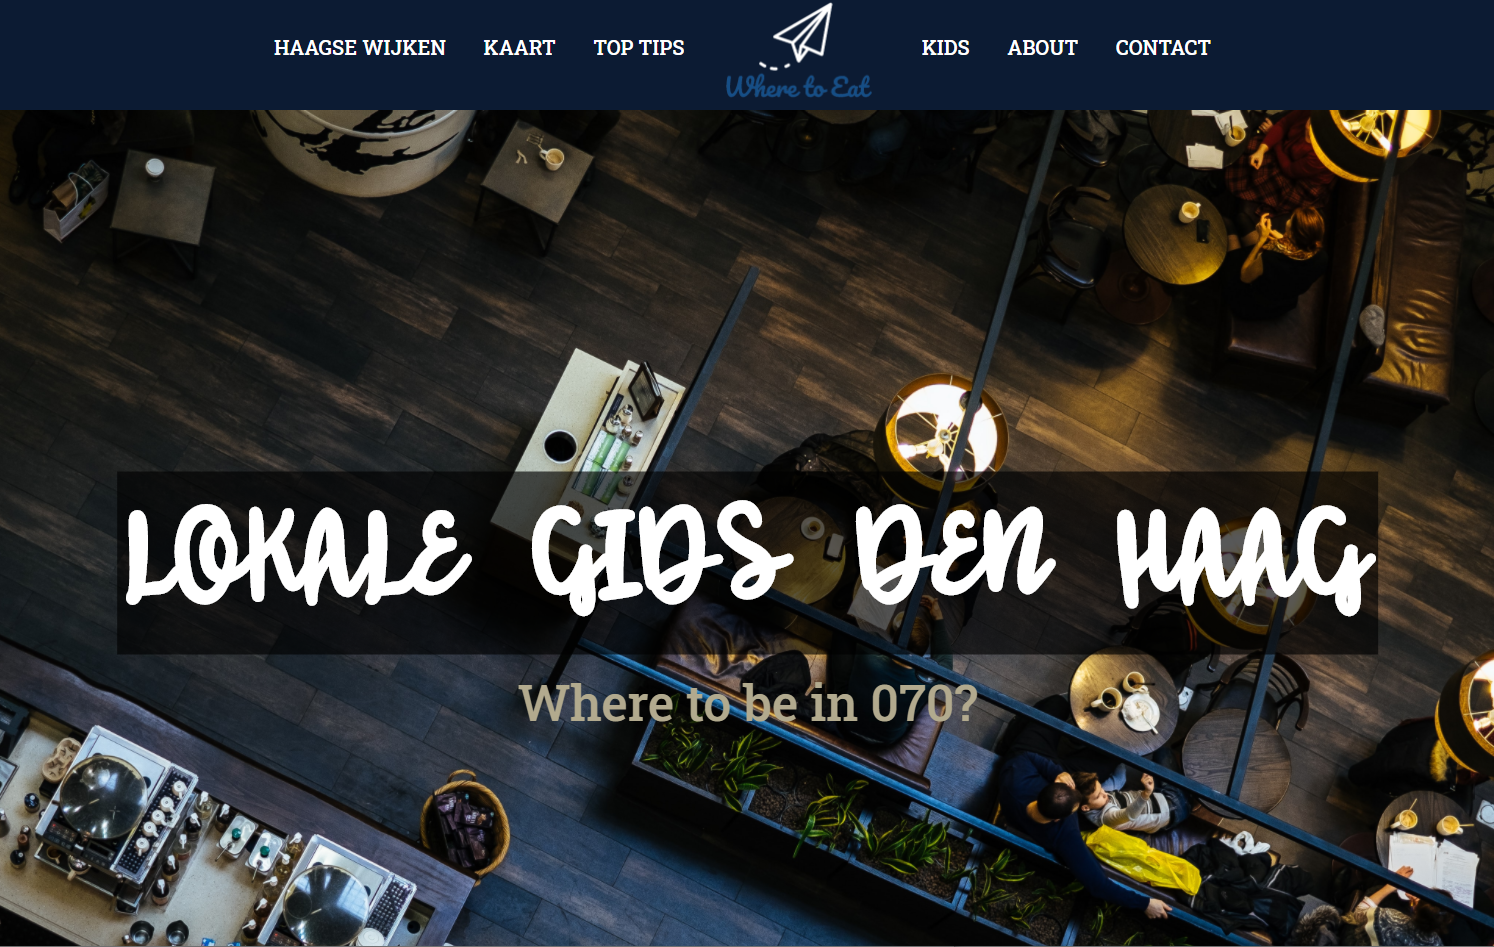 HAAGSE WIJKEN KAART TOP TIPS Where to Eat KIDS ABOUT CONTACT
LOKALE GIDS DEN HAAG
Where to be in 070?